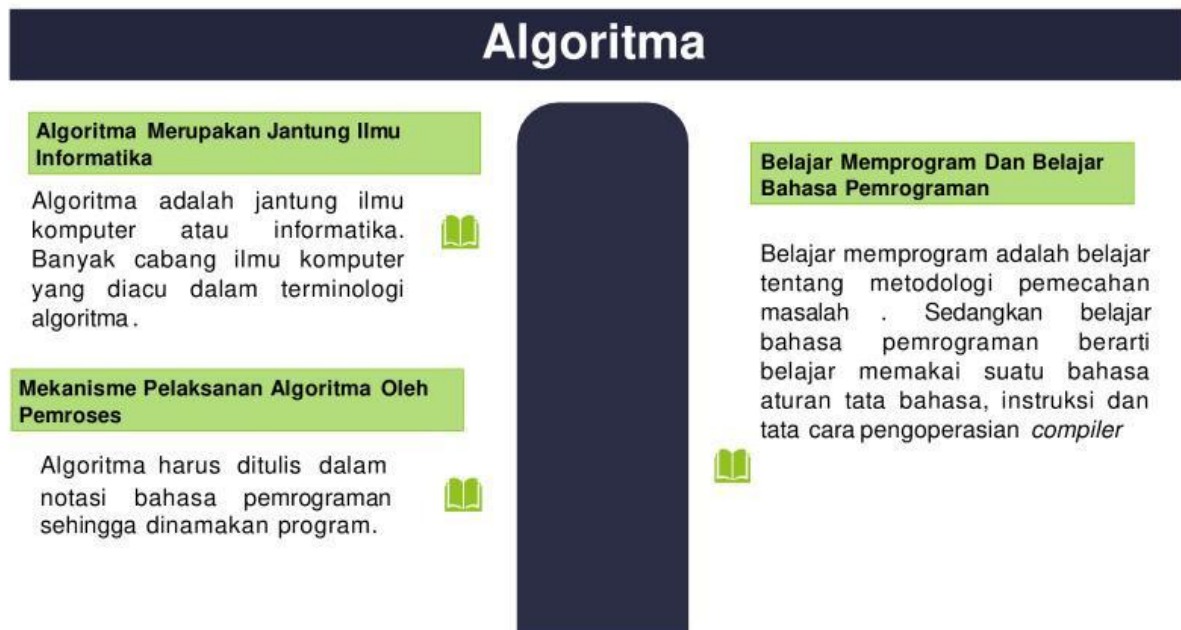 Algoritma
Algoritma Merupakan Jantung Ilmu
Informatika
Algoritma adalah jantung ilmu
komputer atau informatika.
Banyak cabang ilmu komputer
yang diacu dalam terminologi
algoritma.
Mekanisme Pelaksanan Algoritma Oleh
Pemroses
Algoritma harus ditulis dalam
notasi bahasa pemrograman
sehingga dinamakan program.
Belajar Memprogram Dan Belajar
Bahasa Pemrograman
Belajar memprogram adalah belajar
tentang metodologi pemecahan
masalah . Sedangkan belajar
bahasa pemrograman berarti
belajar memakai suatu bahasa
aturan tata bahasa, instruksi dan
tata cara pengoperasian compiler